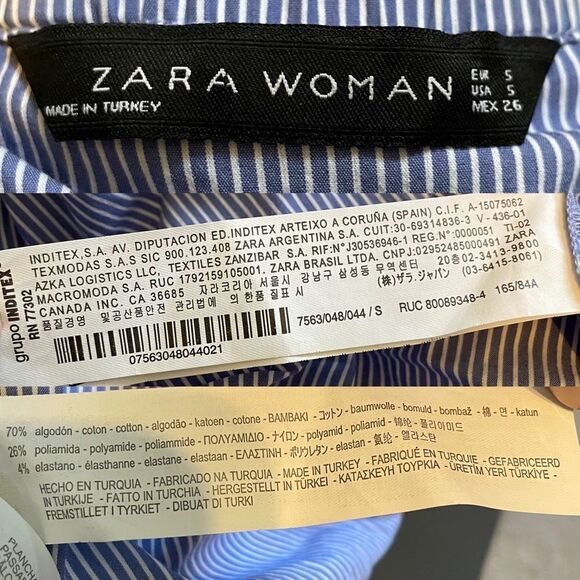 ZARA WOMAN
EUR S
USA S
MEX 26
MADE IN TURKEY
grupo INDITEX
RN 77302
INDITEX,S.A. AV. DIPUTACION ED.INDITEX ARTEIXO A CORUÑA (SPAIN) C.I.F. A-15075062
TEXMODAS S.A.S SIC 900.123.408 ZARA ARGENTINA S.A. CUIT:30-69314836-3 V-436-01
AZKA LOGISTICS LLC, TEXTILES ZANZIBAR S.A. RIF:NºJ30536946-1 REG.Nº:0000051 TI-02
MACROMODA S.A. RUC 1792159105001. ZARA BRASIL LTDA. CNPJ:02952485000491 ZARA
CANADA INC. CA 36685 자라코리아 서울시 강남구 삼성동 무역센터 20층 02-3413-9800
품질경영 및공산품안전 관리법에 의한 품질 표시 (株)ザラ.ジャパン (03-6415-8061)
7563/048/044 / S RUC 80089348-4 165/84A
07563048044021
70% algodón - coton - cotton - algodão - katoen - cotone - ΒΑΜΒΑΚΙ - コットン - baumwolle - bomuld - bombaž - 棉 - 면 - katun
26% poliamida - polyamide - poliammide - ΠΟΛΥΑΜΙΔΙΟ - ナイロン - polyamid - poliamid - 锦纶 - 폴리아미드
4% elastano - élasthanne - elastane - elastaan - ΕΛΑΣΤΙΝΗ - ポリウレタン - elastan - 氨纶 - 엘라스탄
HECHO EN TURQUIA - FABRICADO NA TURQUIA - MADE IN TURKEY - FABRIQUÉ EN TURQUIE - GEFABRICEERD
IN TURKIJE - FATTO IN TURCHIA - HERGESTELLT IN TÜRKEI - ΚΑΤΑΣΚΕΥΗ ΤΟΥΡΚΙΑ - ÜRETİM YERİ TÜRKİYE -
FREMSTILLET I TYRKIET - DIBUAT DI TURKI
PLANCHA
PASSAR